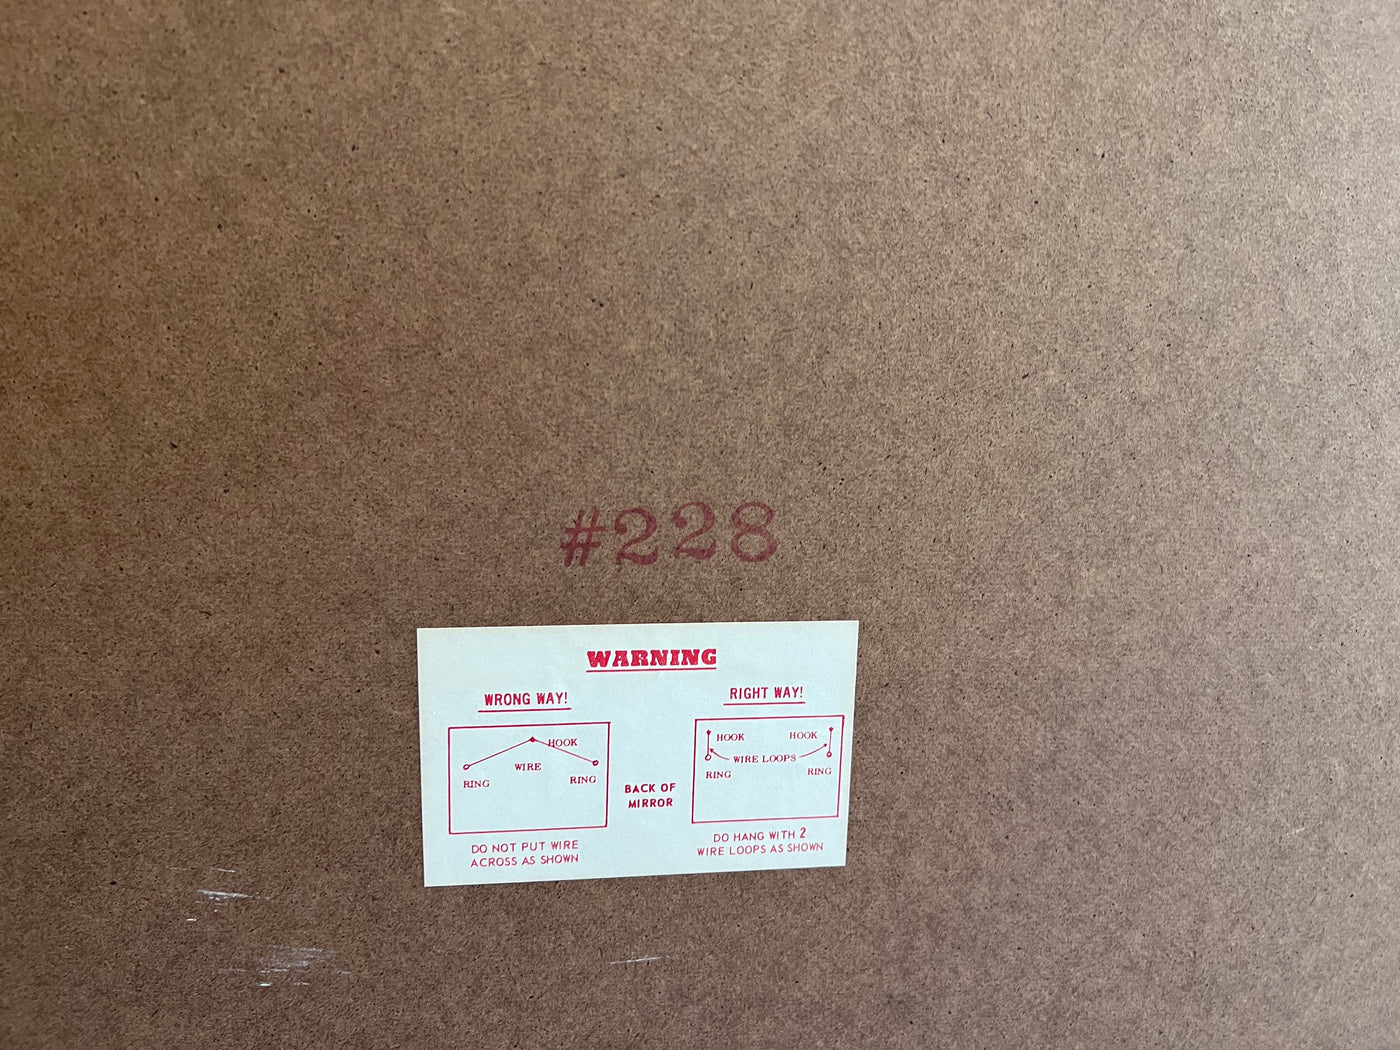 #228
WARNING
WRONG WAY!
HOOK
WIRE
RING RING
BACK OF
MIRROR
DO NOT PUT WIRE
ACROSS AS SHOWN
RIGHT WAY!
HOOK HOOK
WIRE LOOPS
RING RING
DO HANG WITH 2
WIRE LOOPS AS SHOWN